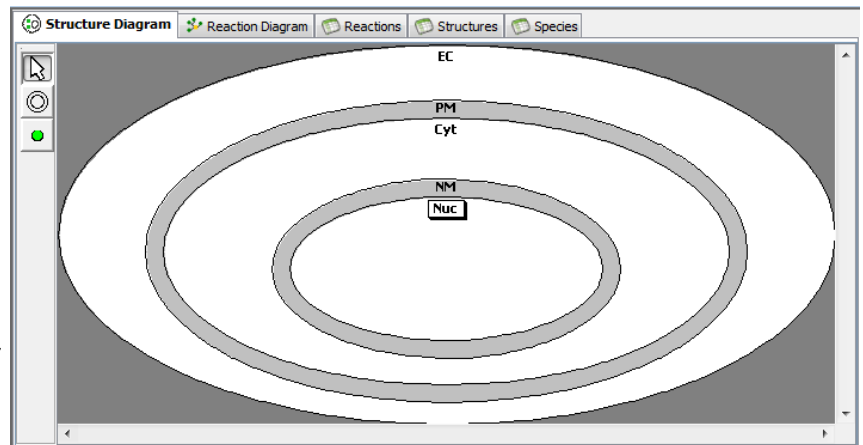 Structure Diagram Reaction Diagram Reactions Structures Species
EC
PM
Cyt
NM
Nuc